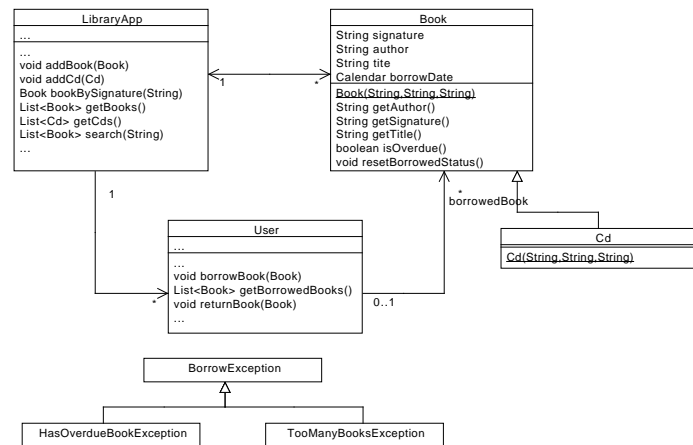 LibraryApp
...
...
void addBook(Book)
void addCd(Cd)
Book bookBySignature(String)
List<Book> getBooks()
List<Cd> getCds()
List<Book> search(String)
...
Book
String signature
String author
String tite
Calendar borrowDate
Book(String,String,String)
String getAuthor()
String getSignature()
String getTitle()
boolean isOverdue()
void resetBorrowedStatus()
1
*
1
*
*
borrowedBook
0..1
User
...
...
void borrowBook(Book)
List<Book> getBorrowedBooks()
void returnBook(Book)
...
Cd
Cd(String,String,String)
BorrowException
HasOverdueBookException
TooManyBooksException